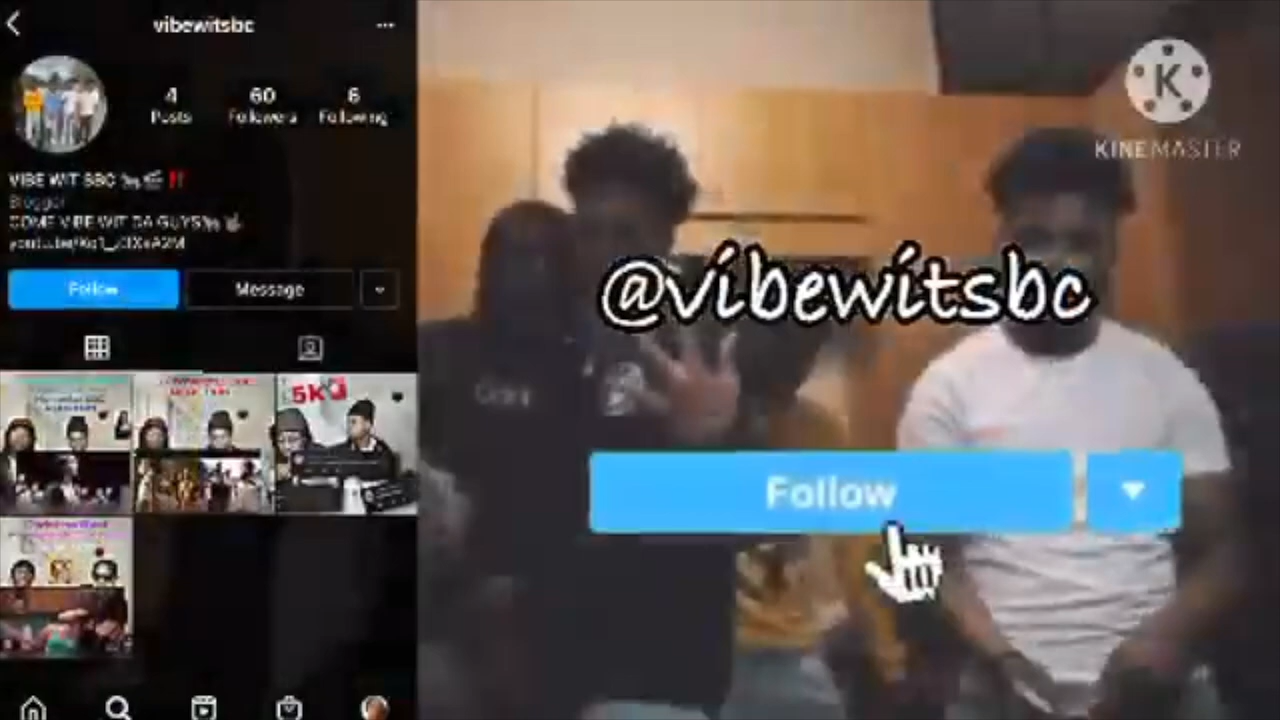 vibewitsbc
4 60 6
Posts Followers Following
VIBE WIT SBC
Blogger
COME VIBE WIT DA GUYS
Follow Message
5K
@vibewitsbc
Follow
K
KINEMASTER